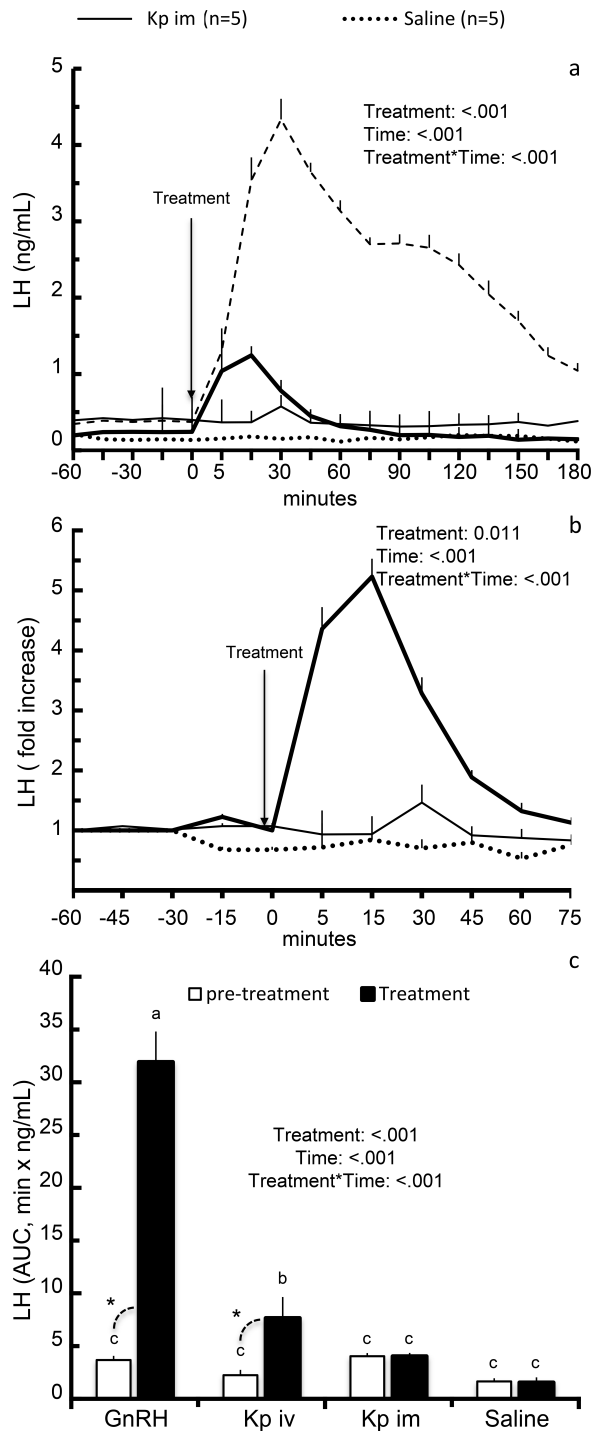 Kp im (n=5) Saline (n=5)
a
5
4
3
2
1
0
LH (ng/mL)
Treatment: <.001
Time: <.001
Treatment*Time: <.001
Treatment
-60 -30 0 5 30 60 90 120 150 180
minutes
b
6
5
4
3
2
1
LH ( fold increase)
Treatment: 0.011
Time: <.001
Treatment*Time: <.001
Treatment
-60 -45 -30 -15 0 5 15 30 45 60 75
minutes
c
40
35
30
25
20
15
10
5
0
LH (AUC, min x ng/mL)
pre-treatment Treatment
a
Treatment: <.001
Time: <.001
Treatment*Time: <.001
b
* *
c c c c c c
GnRH Kp iv Kp im Saline